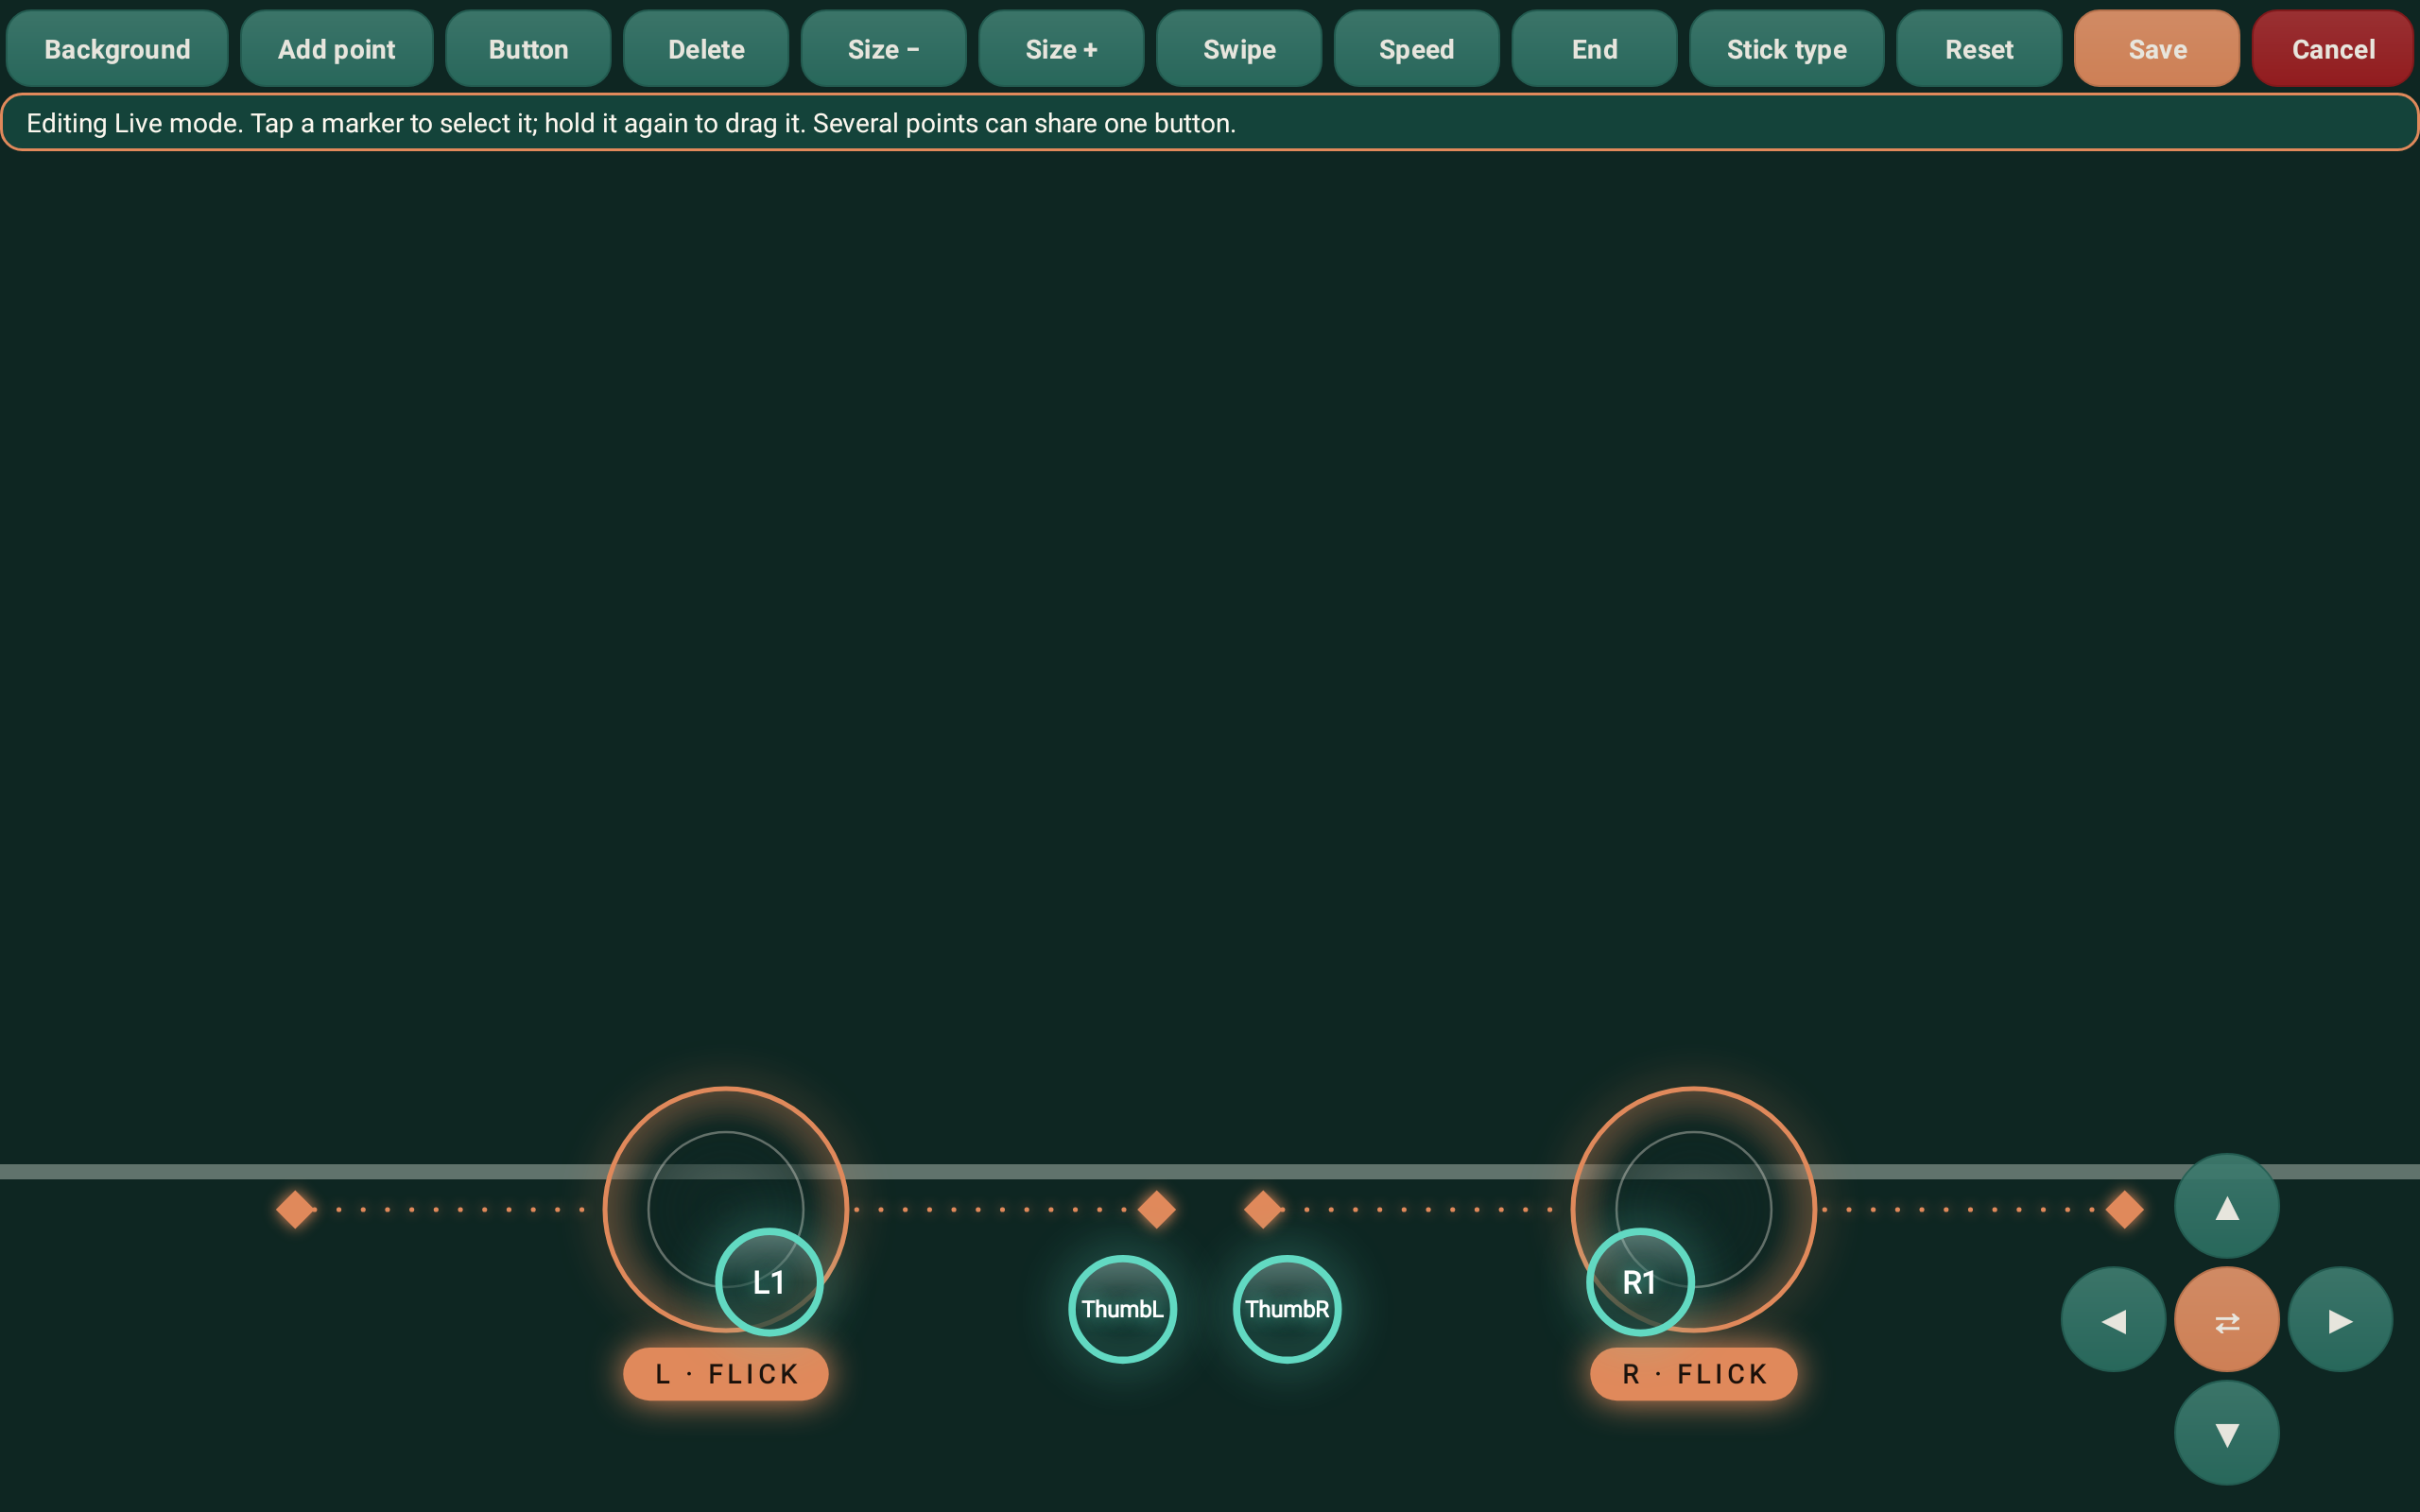 Background Add point Button Delete Size − Size + Swipe Speed End Stick type Reset Save Cancel
Editing Live mode. Tap a marker to select it; hold it again to drag it. Several points can share one button.
L1 R1
ThumbL ThumbR
L · FLICK R · FLICK